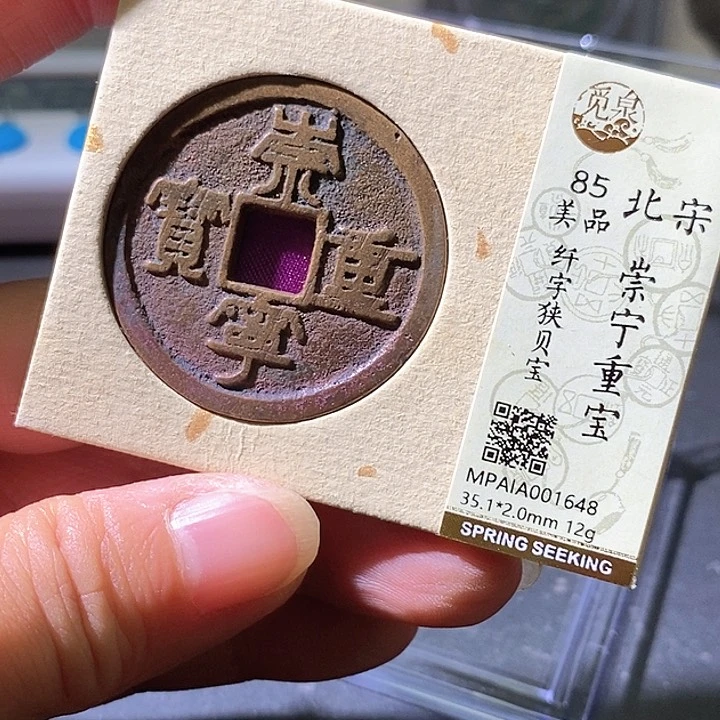 崇
重
寧
寶
觅泉
85
美品
北宋
崇宁重宝
纤字狭贝宝
MPAIA001648
35.1*2.0mm 12g
SPRING SEEKING